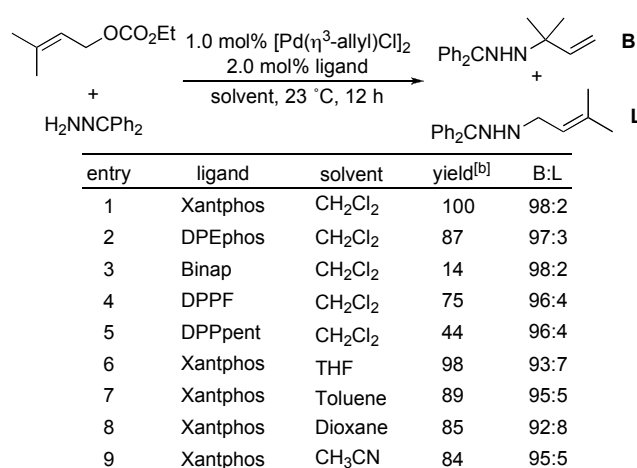 OCO₂Et
+
H₂NNCPh₂
1.0 mol% [Pd(η³-allyl)Cl]₂
2.0 mol% ligand
solvent, 23 °C, 12 h
Ph₂CNHN B
+
Ph₂CNHN L
entry ligand solvent yield[b] B:L
1 Xantphos CH₂Cl₂ 100 98:2
2 DPEphos CH₂Cl₂ 87 97:3
3 Binap CH₂Cl₂ 14 98:2
4 DPPF CH₂Cl₂ 75 96:4
5 DPPpent CH₂Cl₂ 44 96:4
6 Xantphos THF 98 93:7
7 Xantphos Toluene 89 95:5
8 Xantphos Dioxane 85 92:8
9 Xantphos CH₃CN 84 95:5